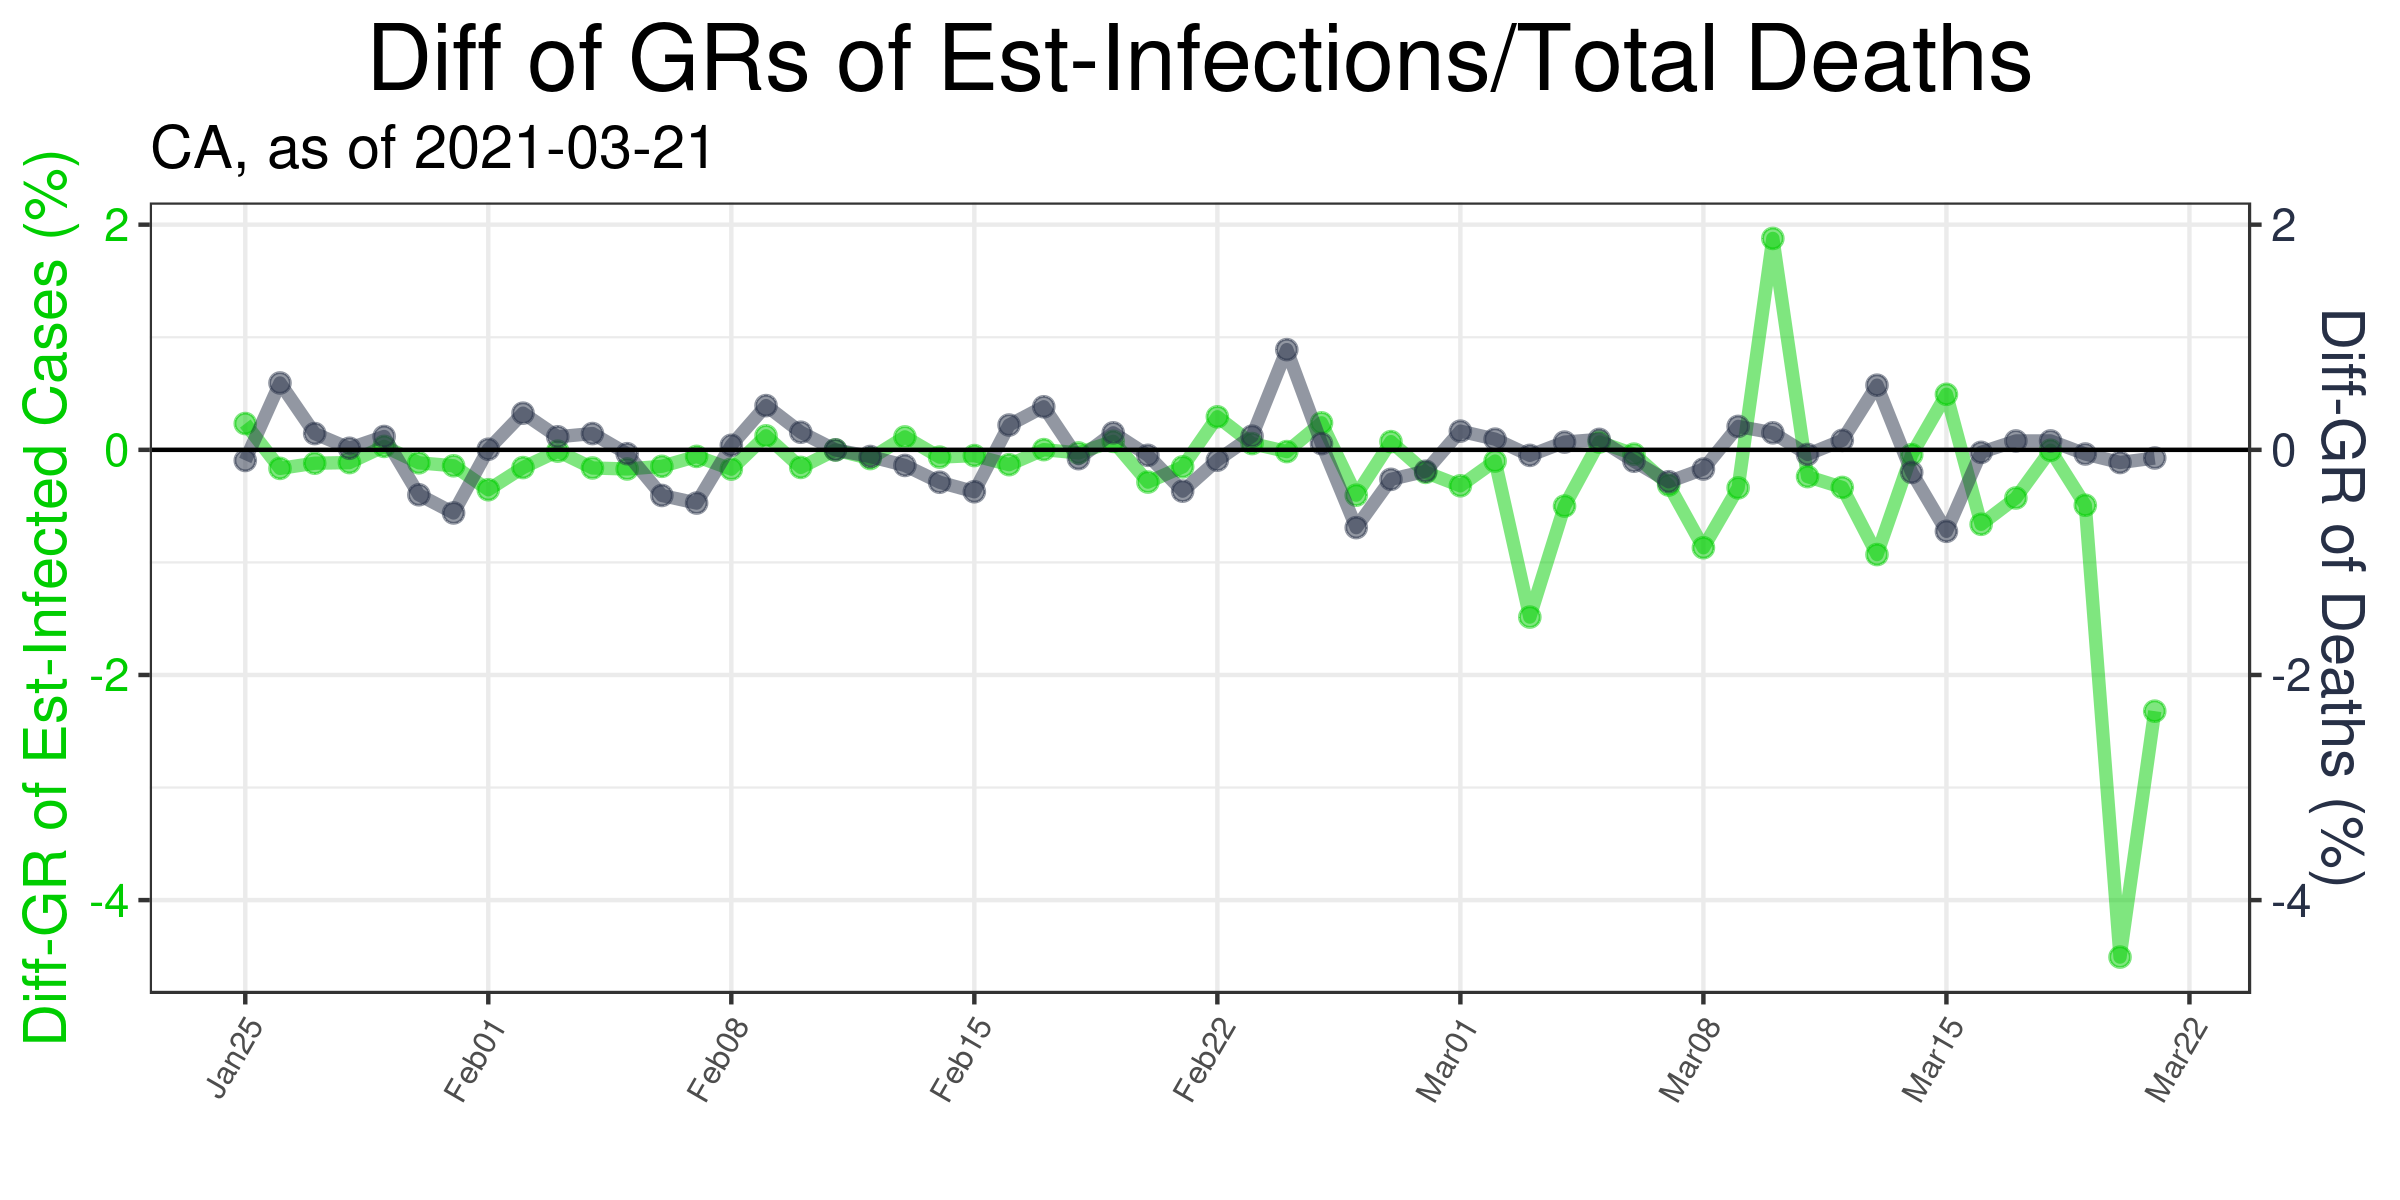 Diff of GRs of Est-Infections/Total Deaths
CA, as of 2021-03-21
Diff-GR of Est-Infected Cases (%)
2
0
-2
-4
2
0
-2
-4
Diff-GR of Deaths (%)
Jan25
Feb01
Feb08
Feb15
Feb22
Mar01
Mar08
Mar15
Mar22